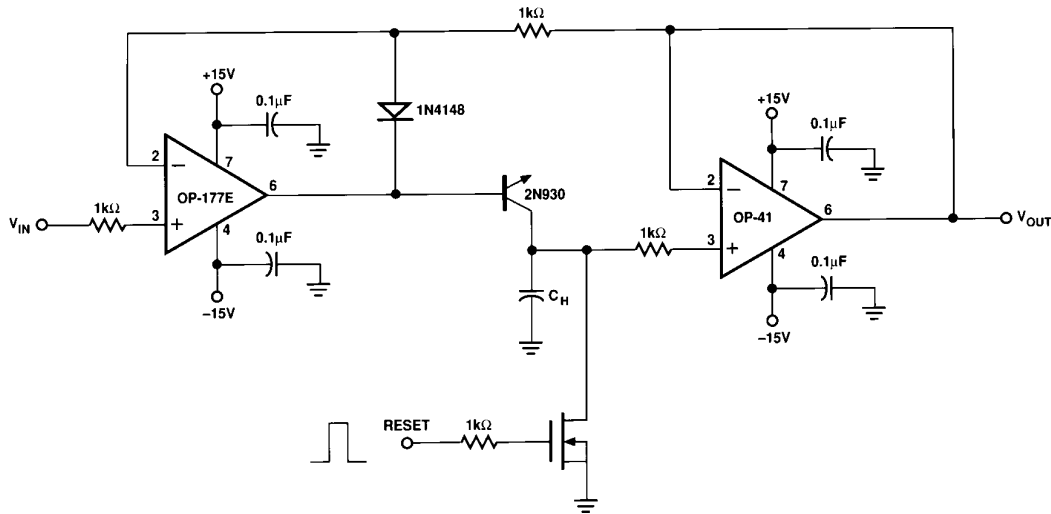 1kΩ
+15V
0.1μF
1N4148
+15V
0.1μF
2
7
−
OP-177E
6
2N930
2
7
−
OP-41
6
VIN
1kΩ
3
+
4
0.1μF
1kΩ
3
+
4
VOUT
0.1μF
−15V
CH
−15V
RESET
1kΩ